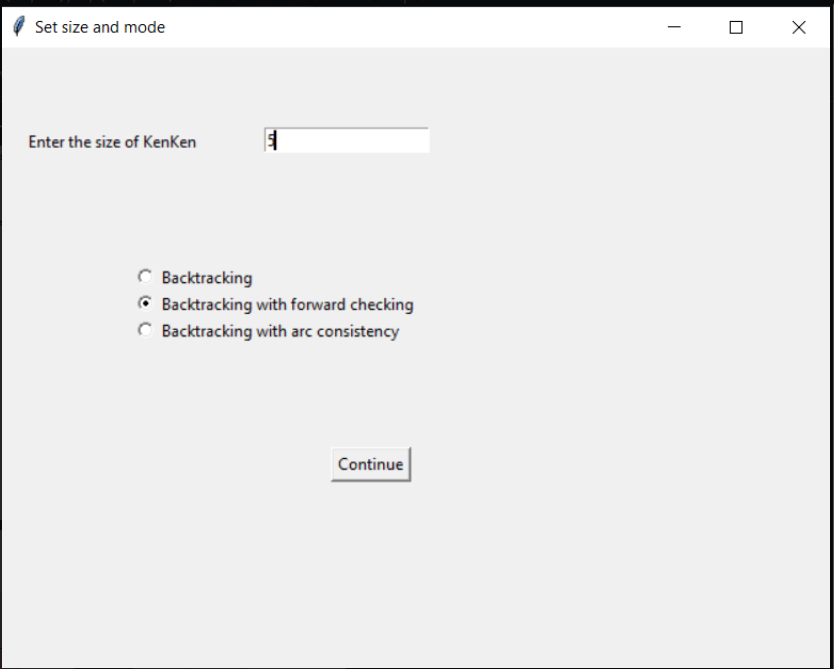 Set size and mode
Enter the size of KenKen 5
Backtracking
Backtracking with forward checking
Backtracking with arc consistency
Continue